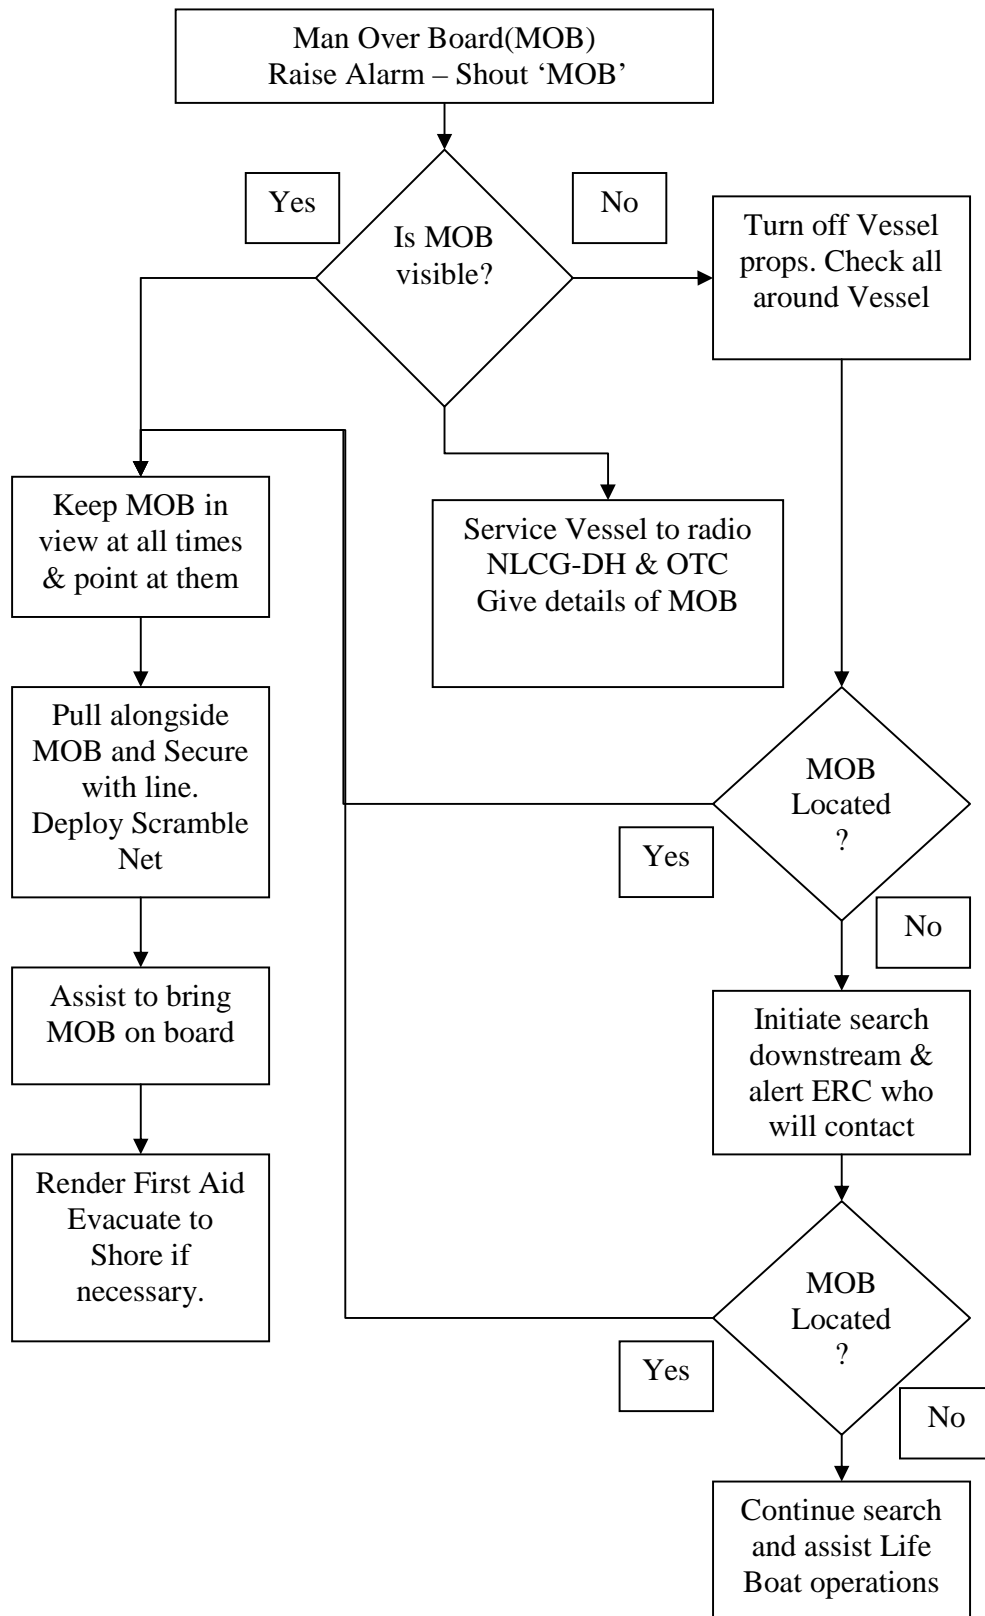 Man Over Board(MOB)
Raise Alarm – Shout ‘MOB’
Yes
No
Is MOB
visible?
Turn off Vessel
props. Check all
around Vessel
Keep MOB in
view at all times
& point at them
Service Vessel to radio
NLCG-DH & OTC
Give details of MOB
Pull alongside
MOB and Secure
with line.
Deploy Scramble
Net
MOB
Located
?
Yes
No
Assist to bring
MOB on board
Initiate search
downstream &
alert ERC who
will contact
Render First Aid
Evacuate to
Shore if
necessary.
MOB
Located
?
Yes
No
Continue search
and assist Life
Boat operations